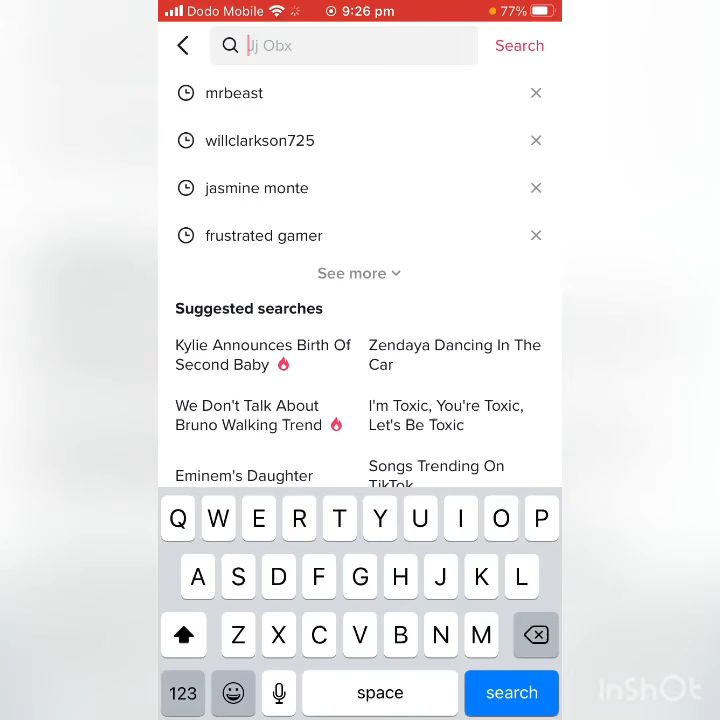 Dodo Mobile 9:26 pm 77%
Jj Obx Search
mrbeast
willclarkson725
jasmine monte
frustrated gamer
See more
Suggested searches
Kylie Announces Birth Of
Second Baby
Zendaya Dancing In The
Car
We Don't Talk About
Bruno Walking Trend
I'm Toxic, You're Toxic,
Let's Be Toxic
Eminem's Daughter
Songs Trending On
TikTok
Q W E R T Y U I O P
A S D F G H J K L
Z X C V B N M
123 space search
InShOt